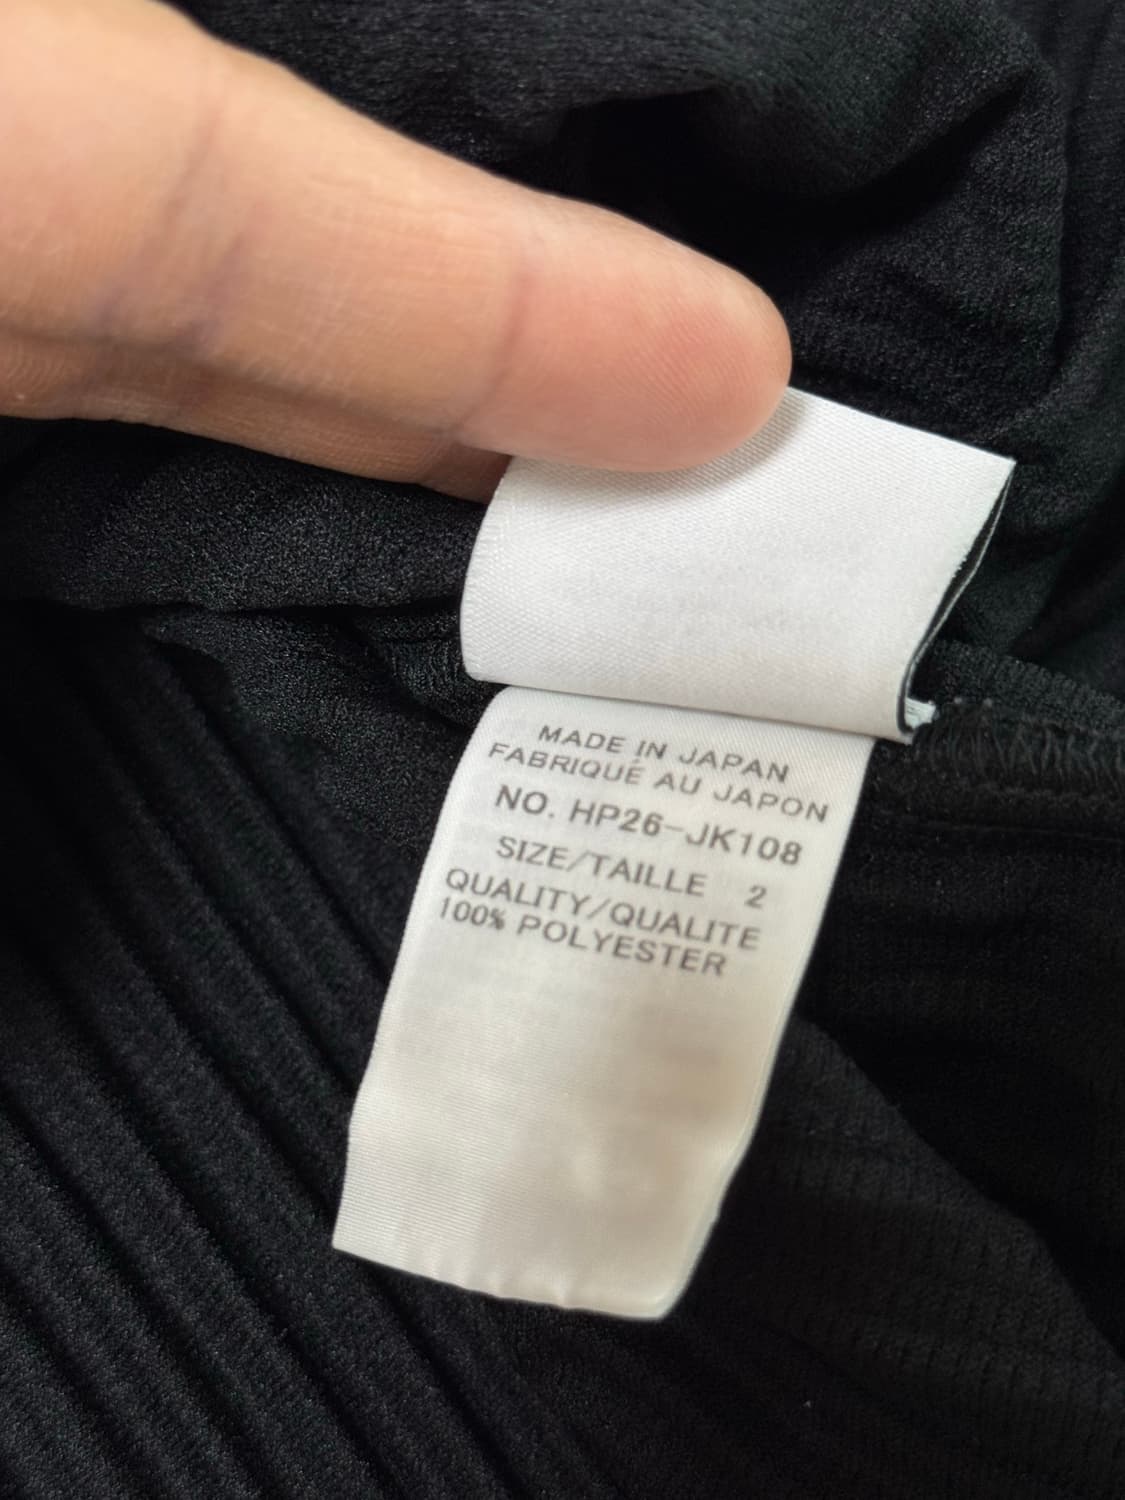 MADE IN JAPAN
FABRIQUÉ AU JAPON
NO. HP26-JK108
SIZE/TAILLE 2
QUALITY/QUALITE
100% POLYESTER